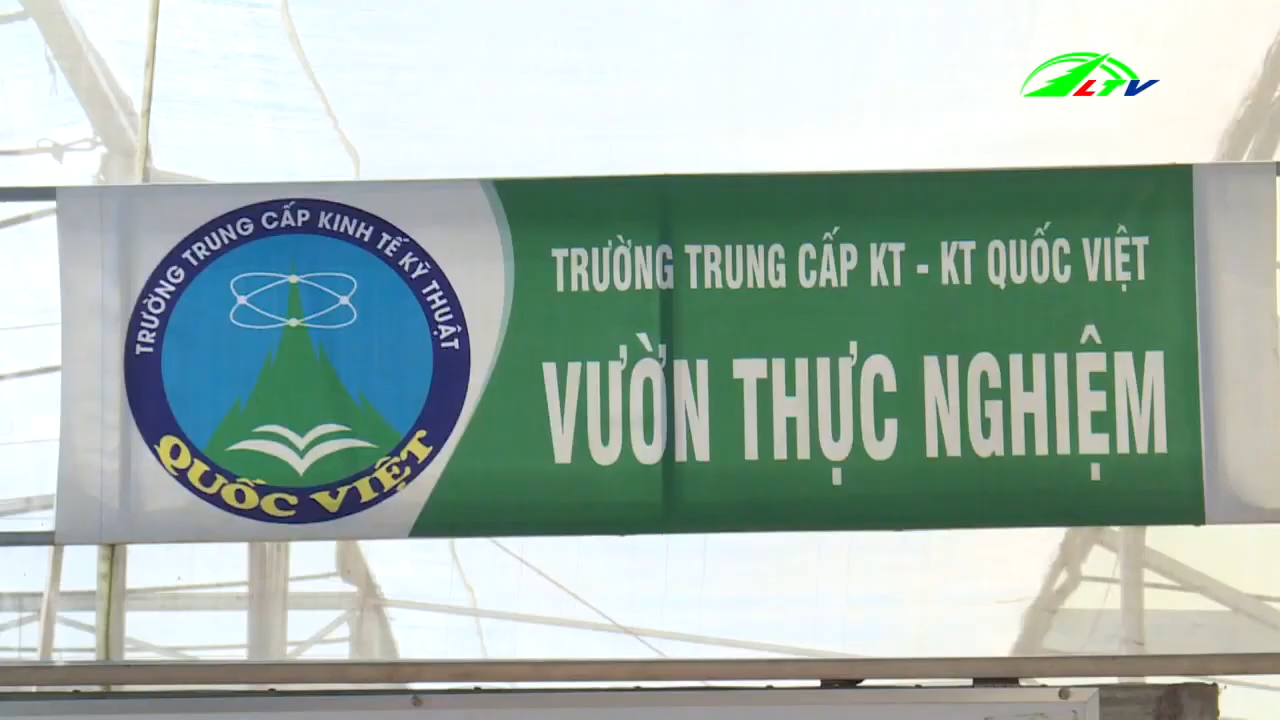 LTV
TRƯỜNG TRUNG CẤP KINH TẾ KỸ THUẬT
QUỐC VIỆT
TRƯỜNG TRUNG CẤP KT - KT QUỐC VIỆT
VƯỜN THỰC NGHIỆM